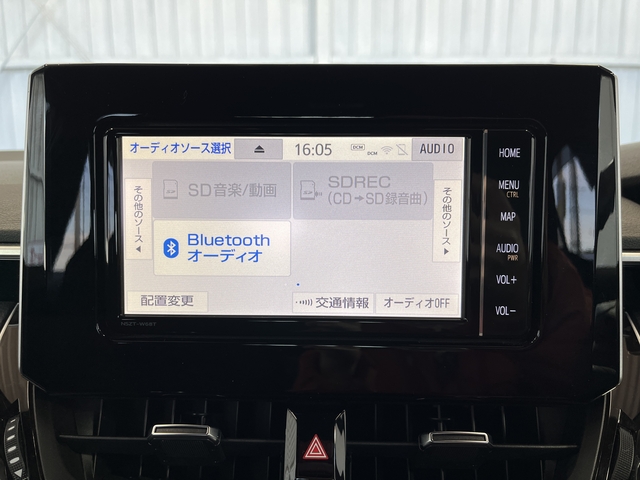 オーディオソース選択
16:05
DCM
DCM
AUDIO
その他のソース◀
SD音楽/動画
SDREC
(CD➡SD録音曲)
その他のソース▶
Bluetooth
オーディオ
配置変更
交通情報
オーディオOFF
HOME
MENU
CTRL
MAP
AUDIO
PWR
VOL+
VOL−
NSZT-W68T